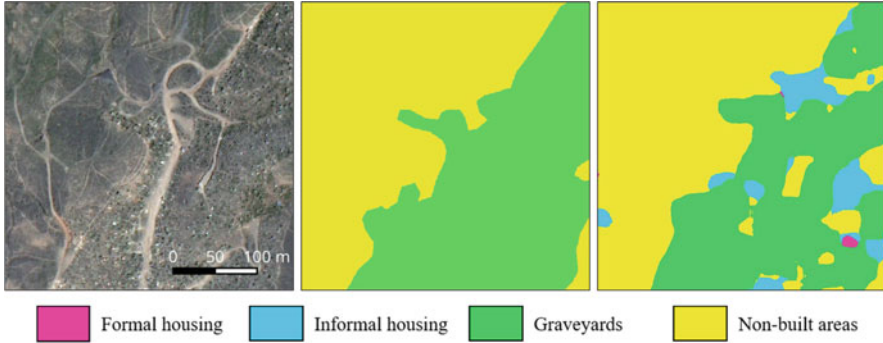 0 50 100 m
Formal housing Informal housing Graveyards Non-built areas